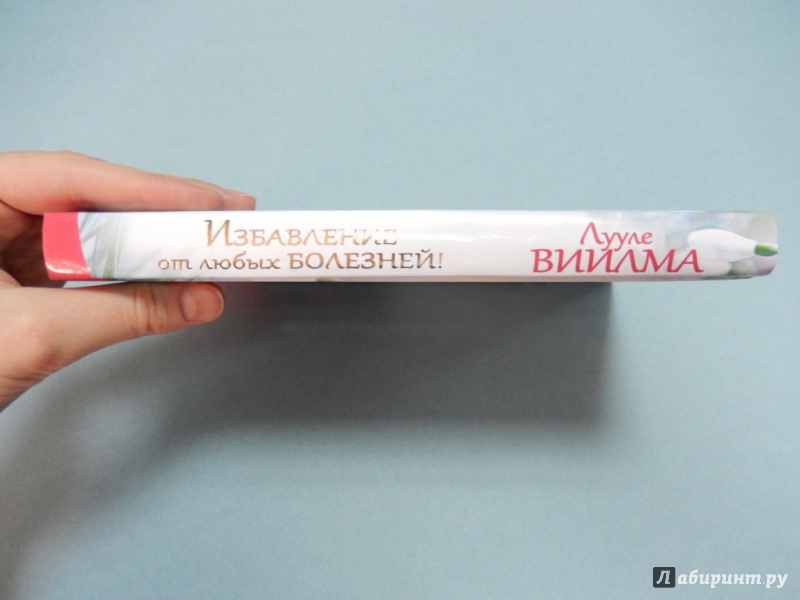 Избавление
от любых БОЛЕЗНЕЙ!
Лууле
ВИИЛМА
Лабиринт.ру